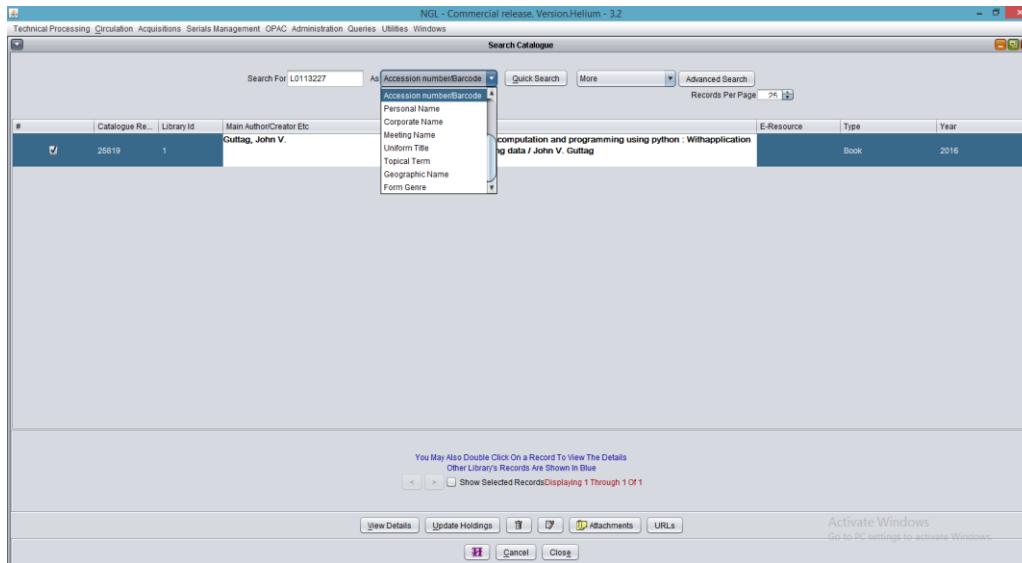 NGL - Commercial release. Version.Helium - 3.2
Technical Processing Circulation Acquisitions Serials Management OPAC Administration Queries Utilities Windows
Search Catalogue
Search For L0113227 As Accession number/Barcode Quick Search More Advanced Search
Records Per Page 25
Accession number/Barcode
Personal Name
Corporate Name
Meeting Name
Uniform Title
Topical Term
Geographic Name
Form Genre
# Catalogue Re... Library Id Main Author/Creator Etc E-Resource Type Year
25819 1 Guttag, John V. computation and programming using python : Withapplication
ng data / John V. Guttag Book 2016
You May Also Double Click On a Record To View The Details
Other Library's Records Are Shown In Blue
< > Show Selected Records Displaying 1 Through 1 Of 1
View Details Update Holdings Attachments URLs
Activate Windows
Go to PC settings to activate Windows.
Cancel Close